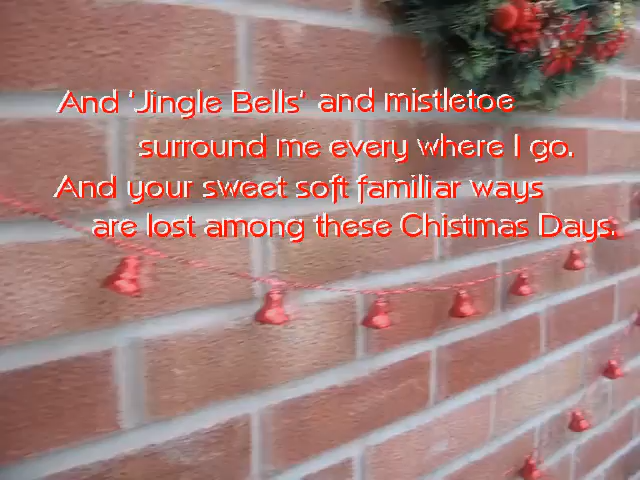 And 'Jingle Bells' and mistletoe
surround me every where I go.
And your sweet soft familiar ways
are lost among these Chistmas Days.